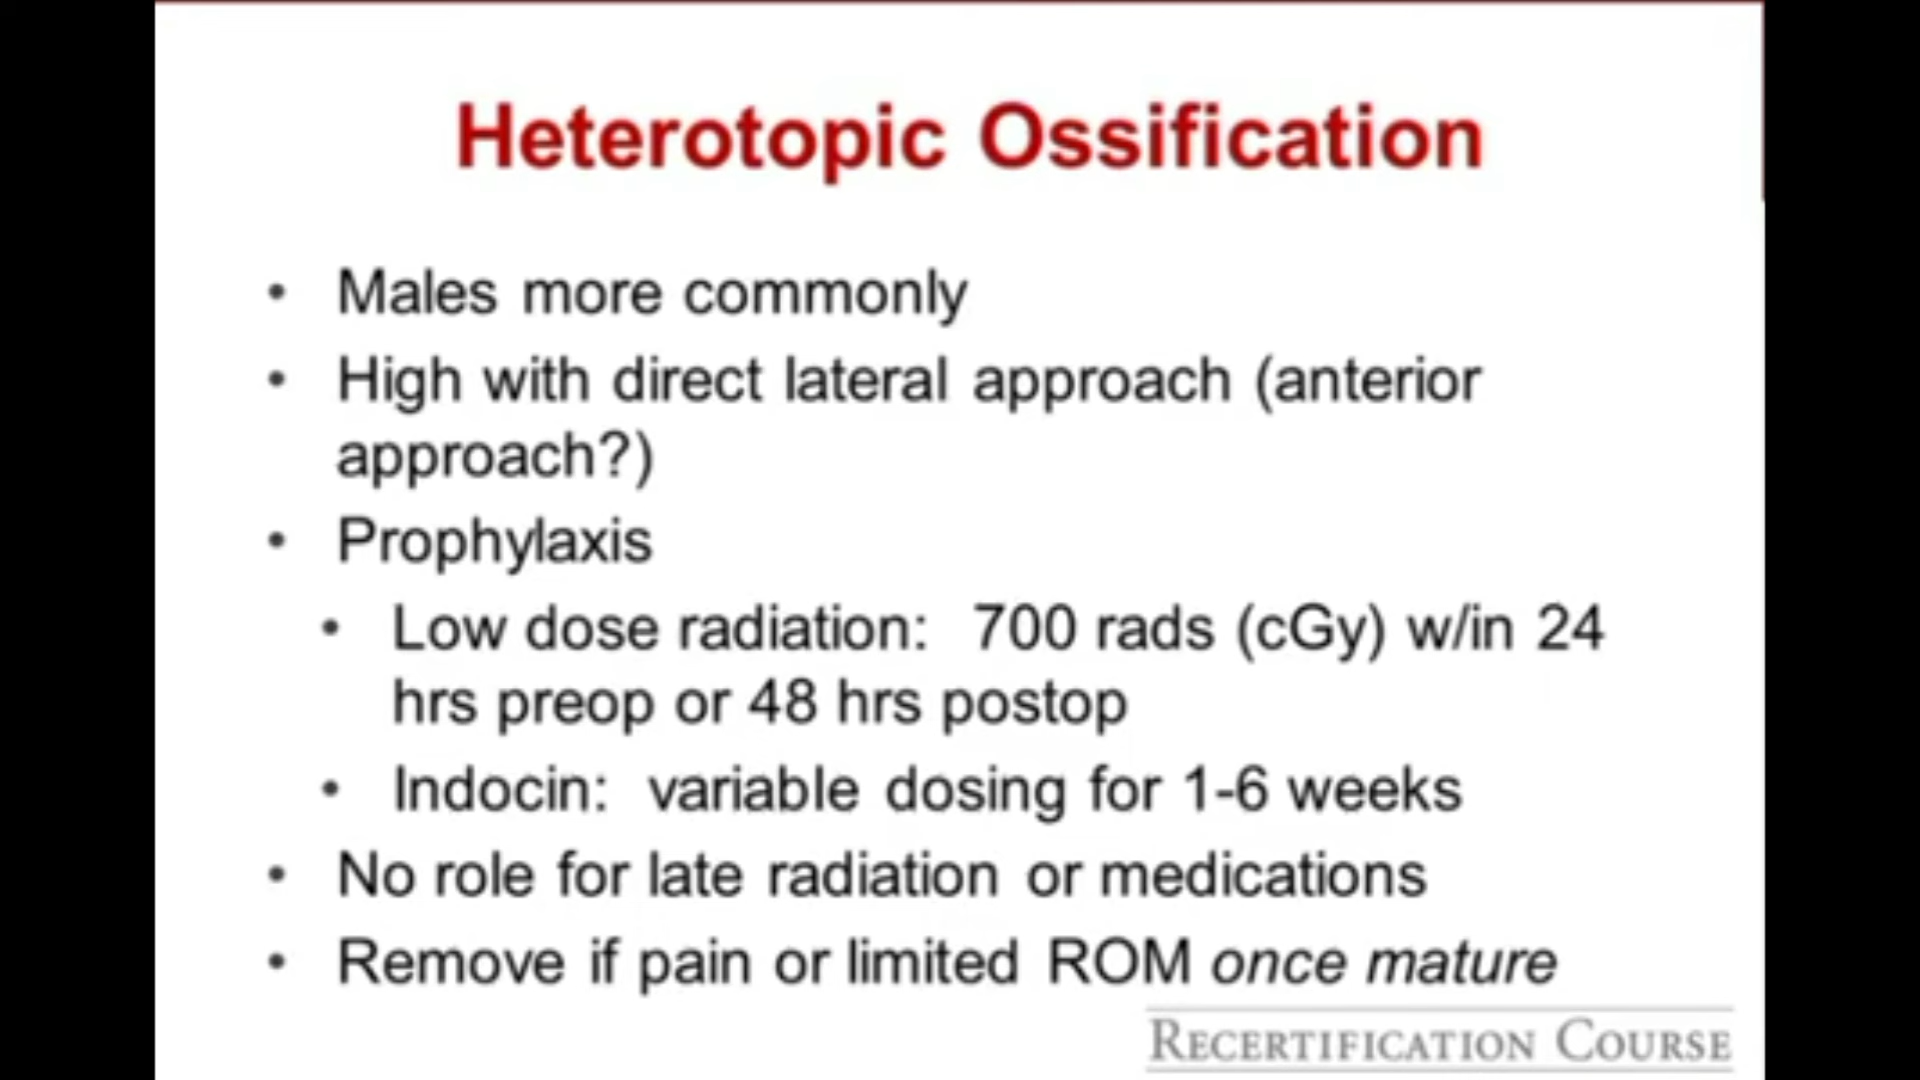 Heterotopic Ossification
• Males more commonly
• High with direct lateral approach (anterior
approach?)
• Prophylaxis
• Low dose radiation: 700 rads (cGy) w/in 24
hrs preop or 48 hrs postop
• Indocin: variable dosing for 1-6 weeks
• No role for late radiation or medications
• Remove if pain or limited ROM once mature
RECERTIFICATION COURSE